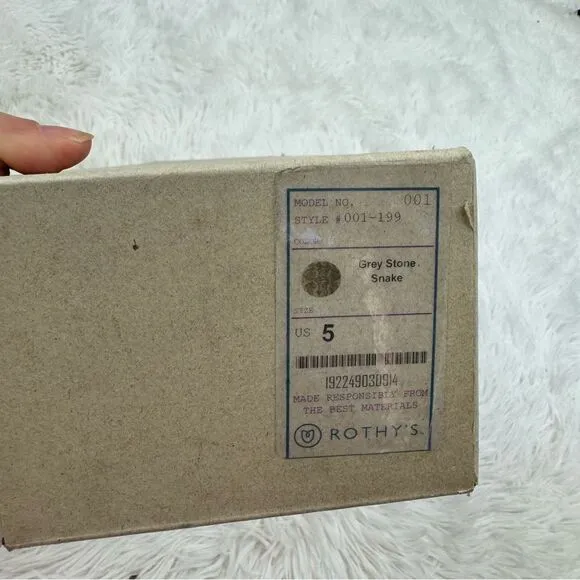 MODEL NO. 001
STYLE #001-199
COLOR
Grey Stone
Snake
SIZE
US 5
192249030914
MADE RESPONSIBLY FROM
THE BEST MATERIALS
ROTHY'S